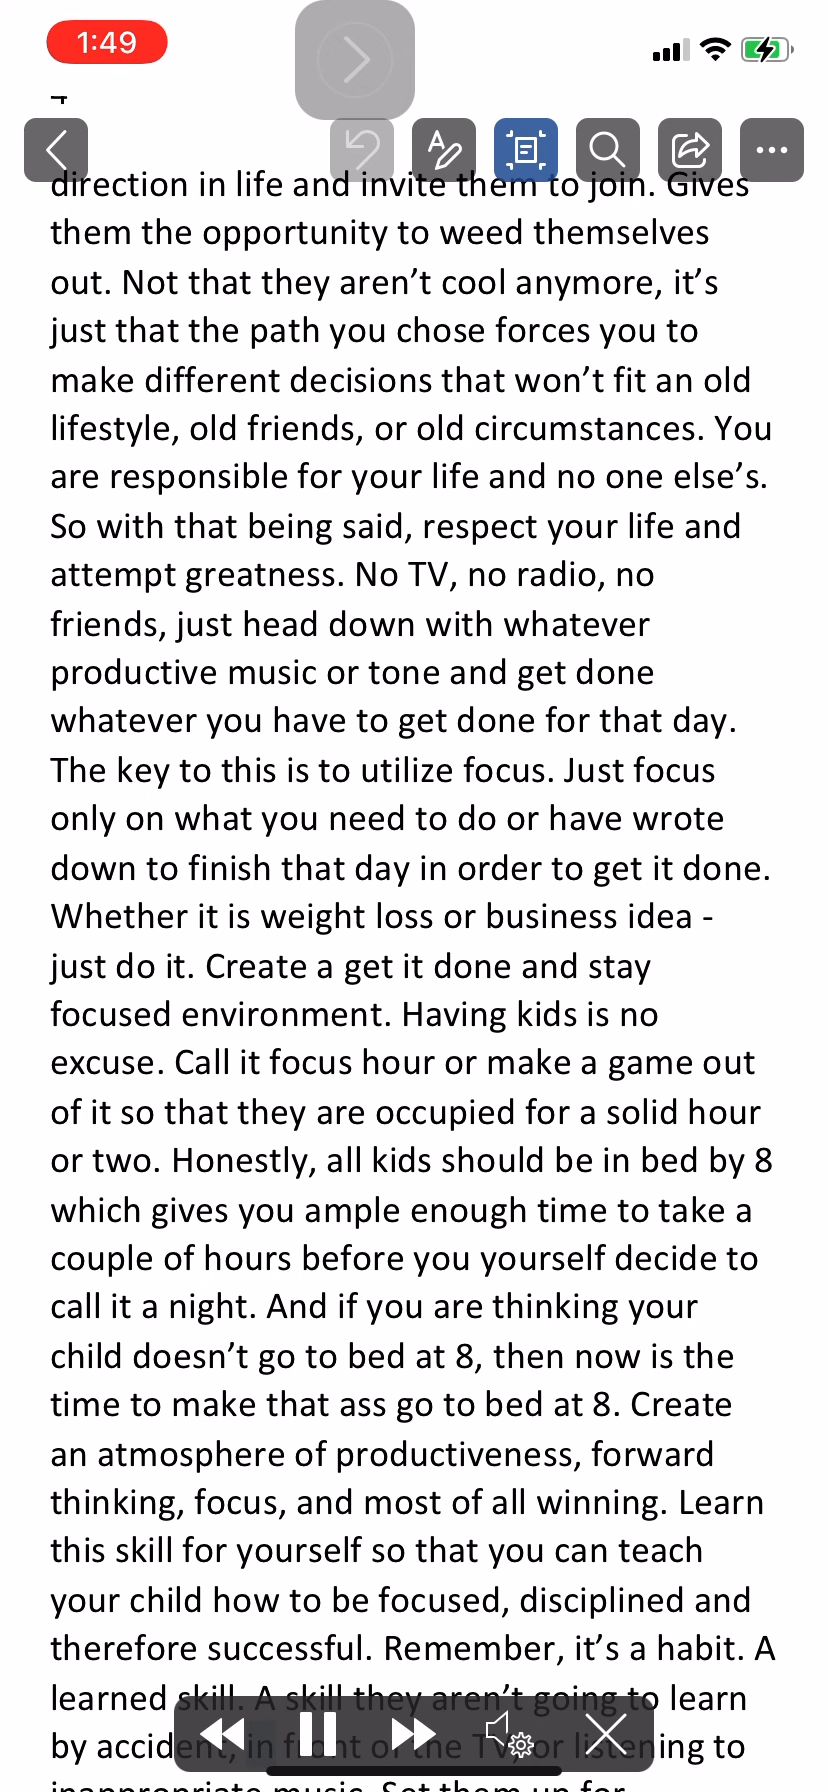 1:49
direction in life and invite them to join. Gives
them the opportunity to weed themselves
out. Not that they aren’t cool anymore, it’s
just that the path you chose forces you to
make different decisions that won’t fit an old
lifestyle, old friends, or old circumstances. You
are responsible for your life and no one else’s.
So with that being said, respect your life and
attempt greatness. No TV, no radio, no
friends, just head down with whatever
productive music or tone and get done
whatever you have to get done for that day.
The key to this is to utilize focus. Just focus
only on what you need to do or have wrote
down to finish that day in order to get it done.
Whether it is weight loss or business idea -
just do it. Create a get it done and stay
focused environment. Having kids is no
excuse. Call it focus hour or make a game out
of it so that they are occupied for a solid hour
or two. Honestly, all kids should be in bed by 8
which gives you ample enough time to take a
couple of hours before you yourself decide to
call it a night. And if you are thinking your
child doesn’t go to bed at 8, then now is the
time to make that ass go to bed at 8. Create
an atmosphere of productiveness, forward
thinking, focus, and most of all winning. Learn
this skill for yourself so that you can teach
your child how to be focused, disciplined and
therefore successful. Remember, it’s a habit. A
learned skill. A skill they aren’t going to learn
by accident, in front of the TV, or listening to
inappropriate music. Set them up for